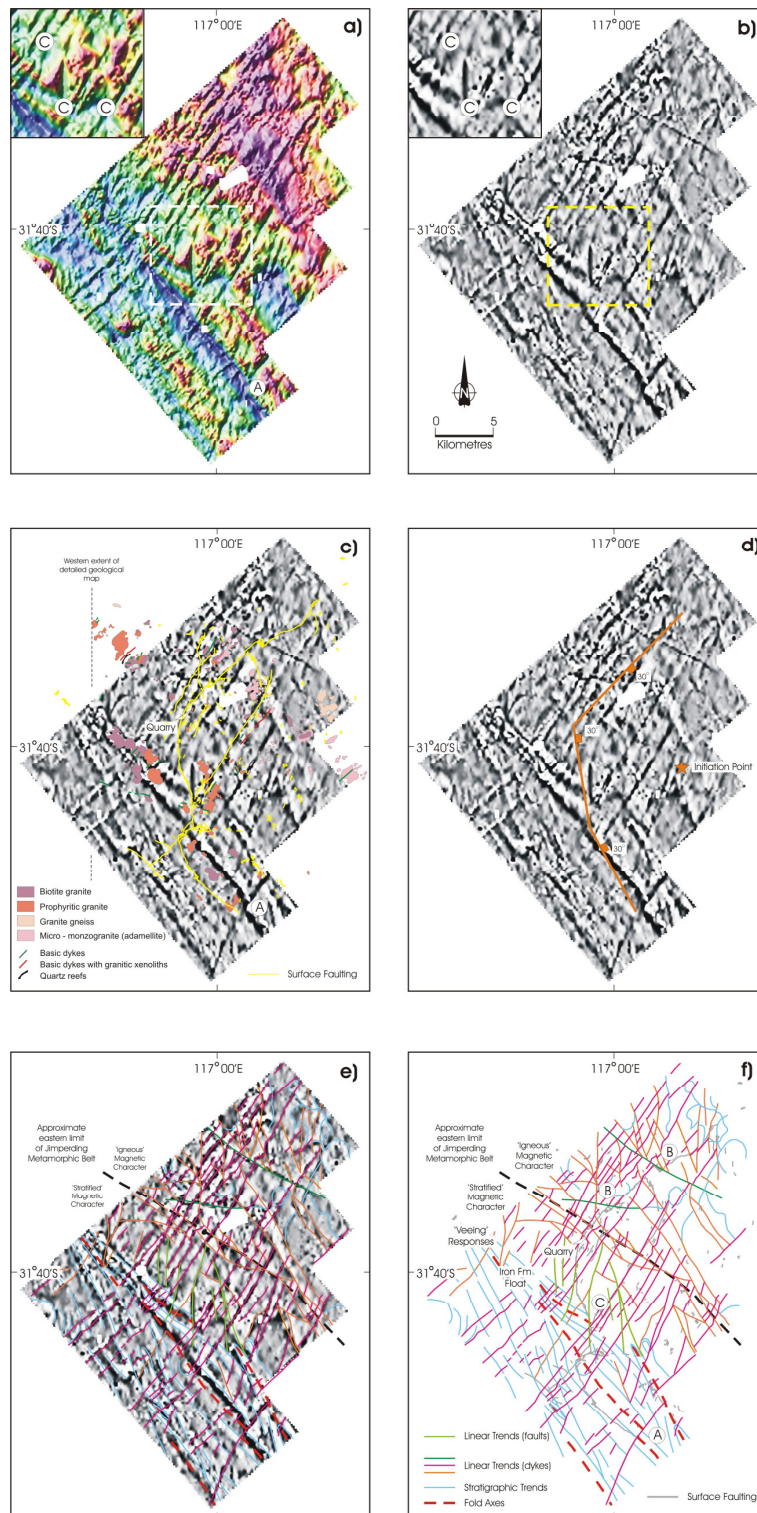 117° 00'E
a)
C
C
C
31°40'S
A
117° 00'E
b)
C
C
C
31°40'S
N
0 5
Kilometres
117° 00'E
c)
Western extent of
detailed geological
map
Quarry
31°40'S
A
Biotite granite
Prophyritic granite
Granite gneiss
Micro - monzogranite (adamellite)
Basic dykes
Basic dykes with granitic xenoliths
Quartz reefs
Surface Faulting
117° 00'E
d)
30°
30°
31°40'S
Initiation Point
30°
117° 00'E
e)
Approximate
eastern limit
of Jimperding
Metamorphic Belt
'Igneous'
Magnetic
Character
'Stratified'
Magnetic
Character
31°40'S
117° 00'E
f)
Approximate
eastern limit
of Jimperding
Metamorphic Belt
'Igneous'
Magnetic
Character
B
B
'Stratified'
Magnetic
Character
'Veeing'
Responses
Quarry
Iron Fm.
Float
31°40'S
C
A
Linear Trends (faults)
Linear Trends (dykes)
Stratigraphic Trends
Fold Axes
Surface Faulting